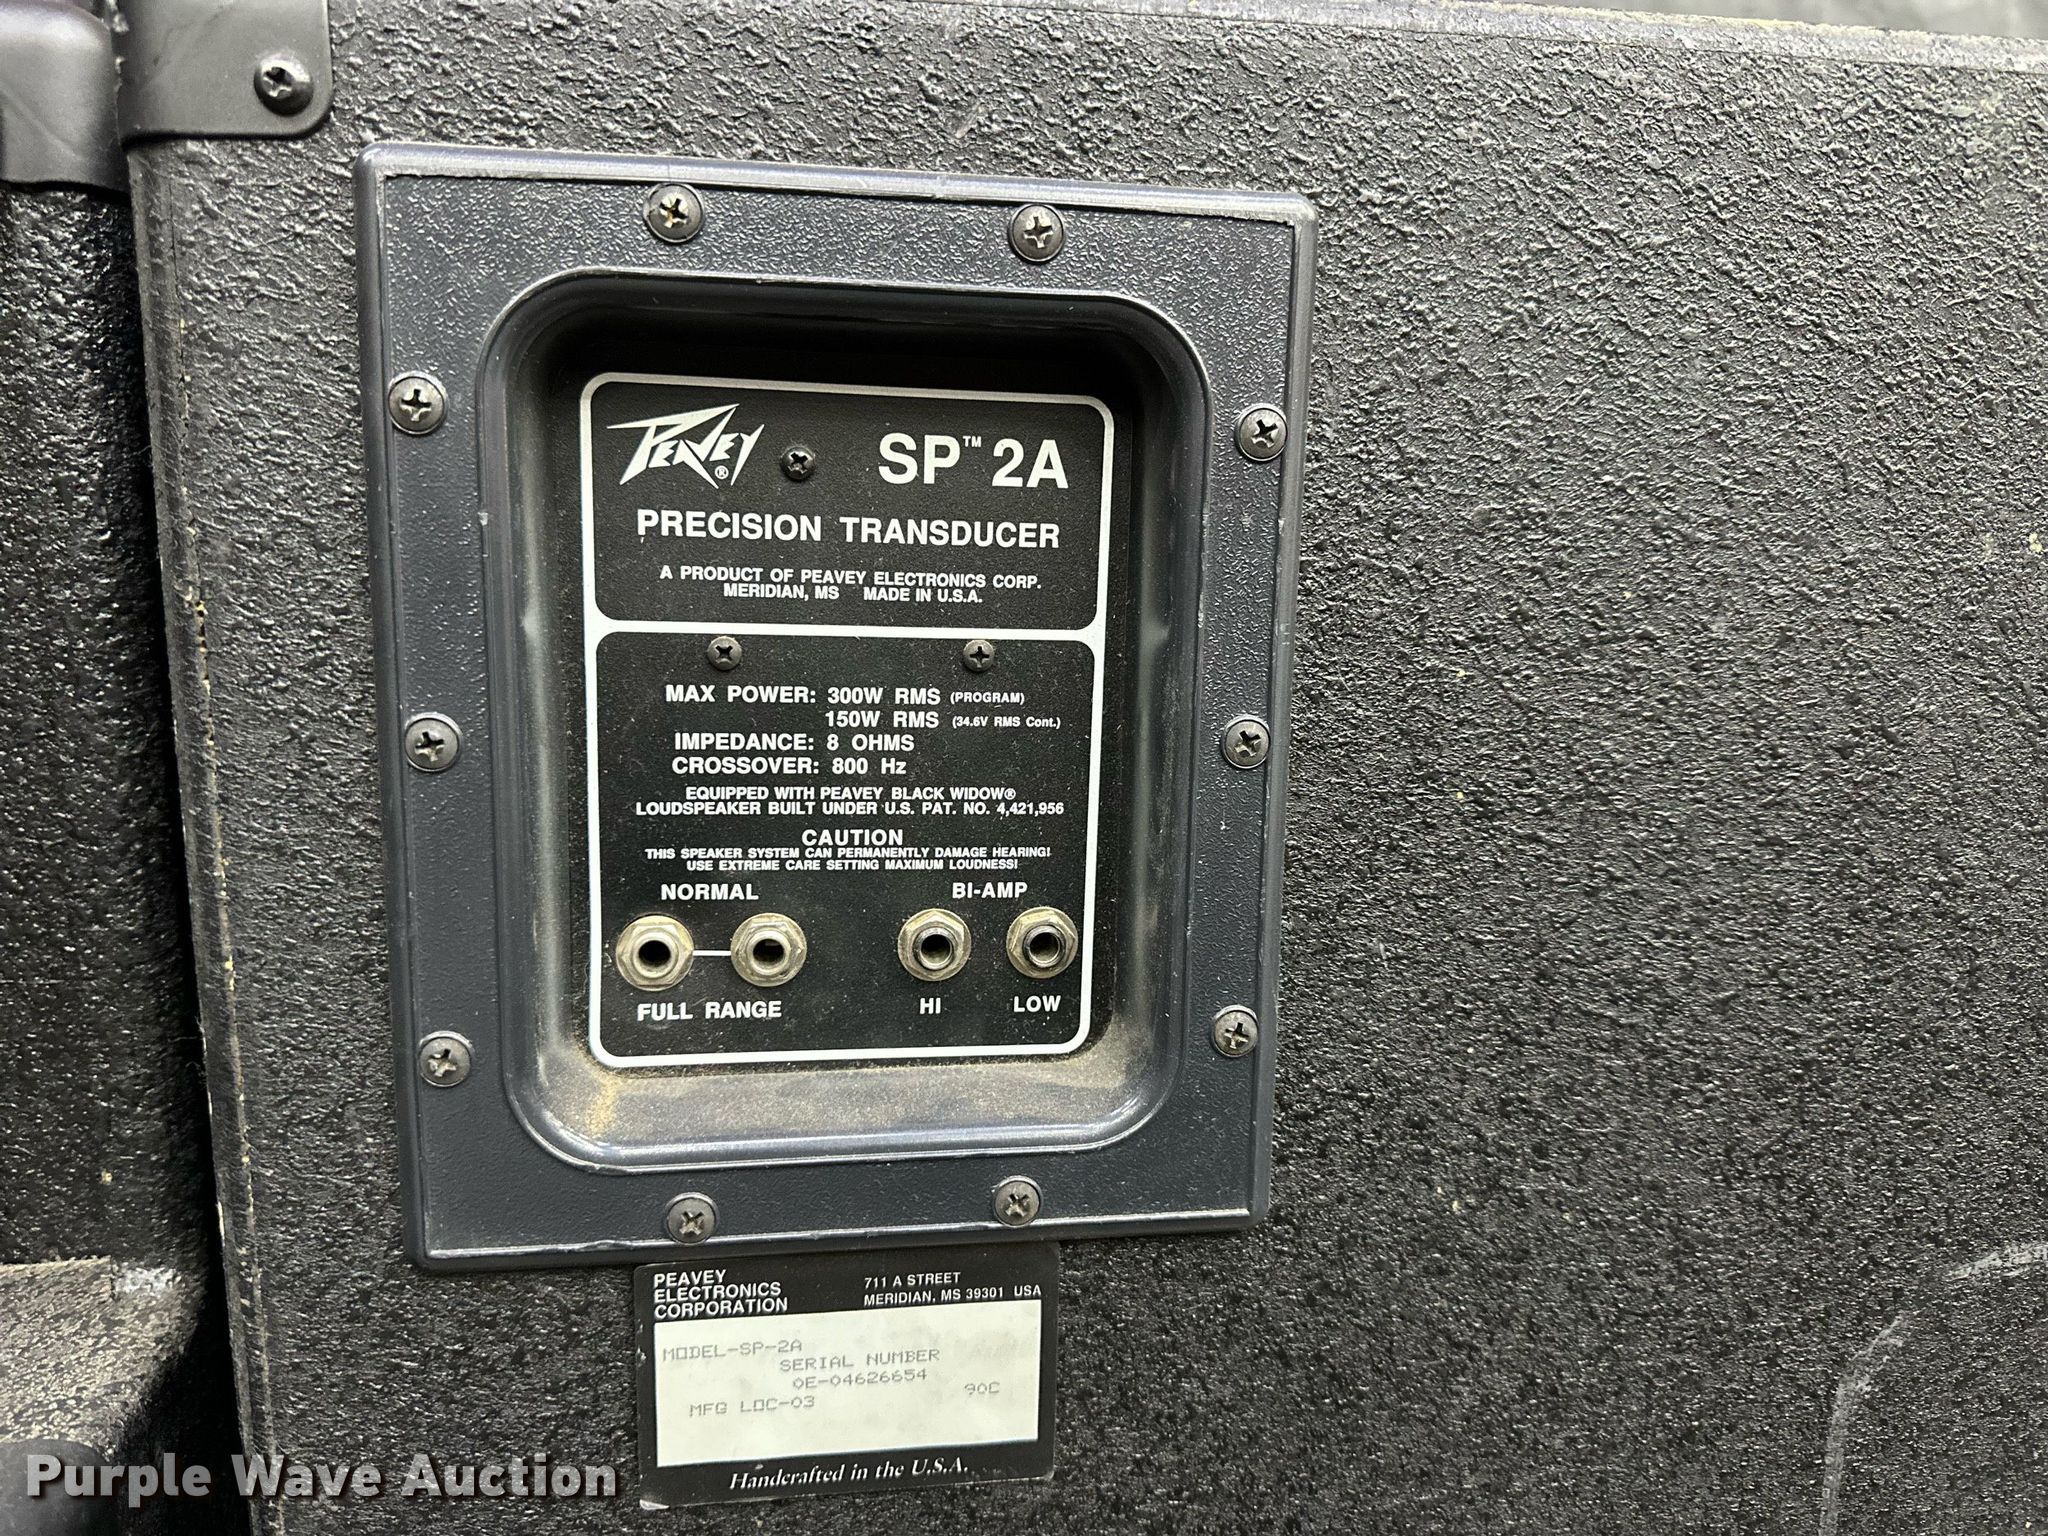 PEAVEY®
SP™ 2A
PRECISION TRANSDUCER
A PRODUCT OF PEAVEY ELECTRONICS CORP.
MERIDIAN, MS MADE IN U.S.A.
MAX POWER: 300W RMS (PROGRAM)
150W RMS (34.6V RMS Cont.)
IMPEDANCE: 8 OHMS
CROSSOVER: 800 Hz
EQUIPPED WITH PEAVEY BLACK WIDOW®
LOUDSPEAKER BUILT UNDER U.S. PAT. NO. 4,421,956
CAUTION
THIS SPEAKER SYSTEM CAN PERMANENTLY DAMAGE HEARING!
USE EXTREME CARE SETTING MAXIMUM LOUDNESS!
NORMAL BI-AMP
FULL RANGE HI LOW
PEAVEY
ELECTRONICS
CORPORATION
711 A STREET
MERIDIAN, MS 39301 USA
MODEL-SP-2A
SERIAL NUMBER
0E-04626654
MFG LOC-03 90C
Handcrafted in the U.S.A.
Purple Wave Auction